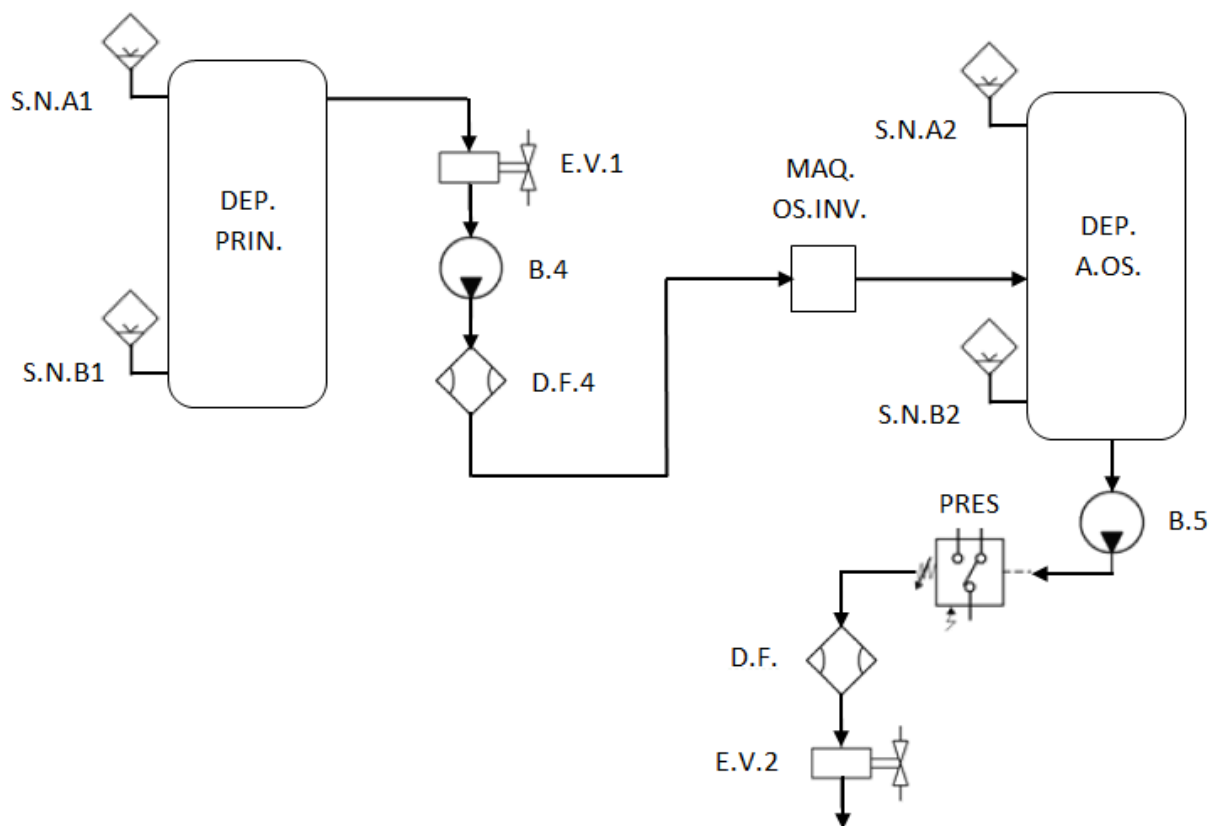 S.N.A1
DEP.
PRIN.
S.N.B1
E.V.1
B.4
D.F.4
MAQ.
OS.INV.
S.N.A2
DEP.
A.OS.
S.N.B2
B.5
PRES
D.F.
E.V.2